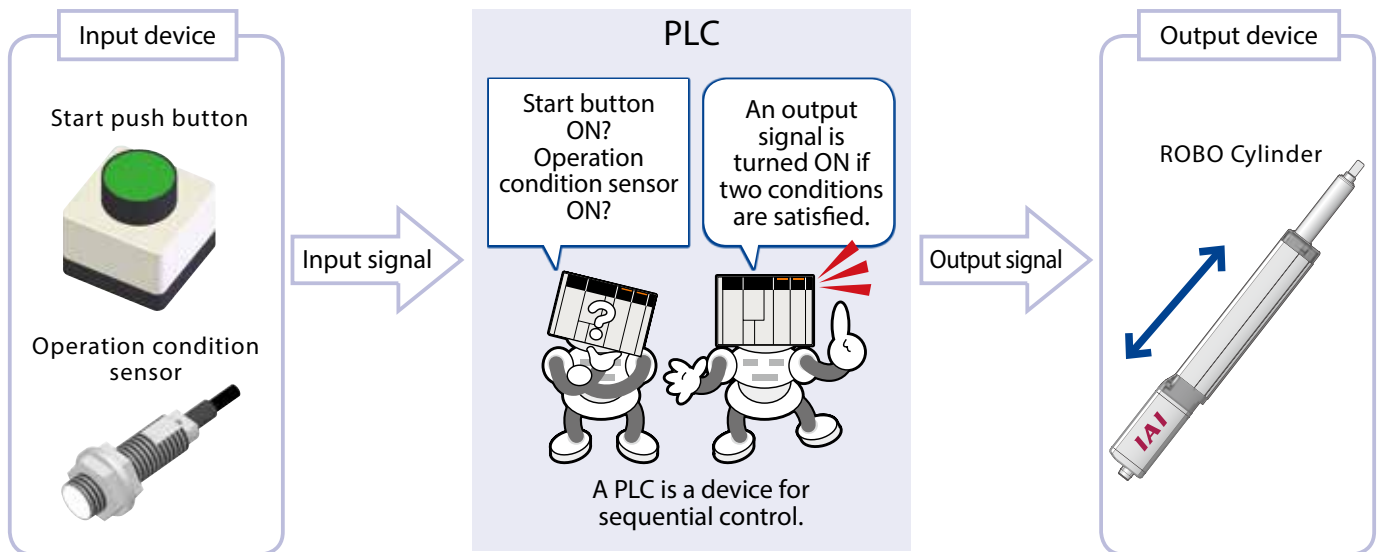 Input device
Start push button
Operation condition
sensor
Input signal
PLC
Start button
ON?
Operation
condition sensor
ON?
An output
signal is
turned ON if
two conditions
are satisfied.
?
A PLC is a device for
sequential control.
Output signal
Output device
ROBO Cylinder
IAI